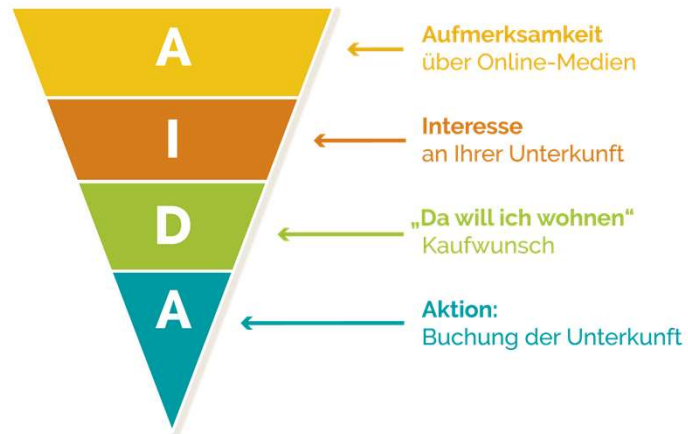 A
Aufmerksamkeit
über Online-Medien
I
Interesse
an Ihrer Unterkunft
D
„Da will ich wohnen“
Kaufwunsch
A
Aktion:
Buchung der Unterkunft